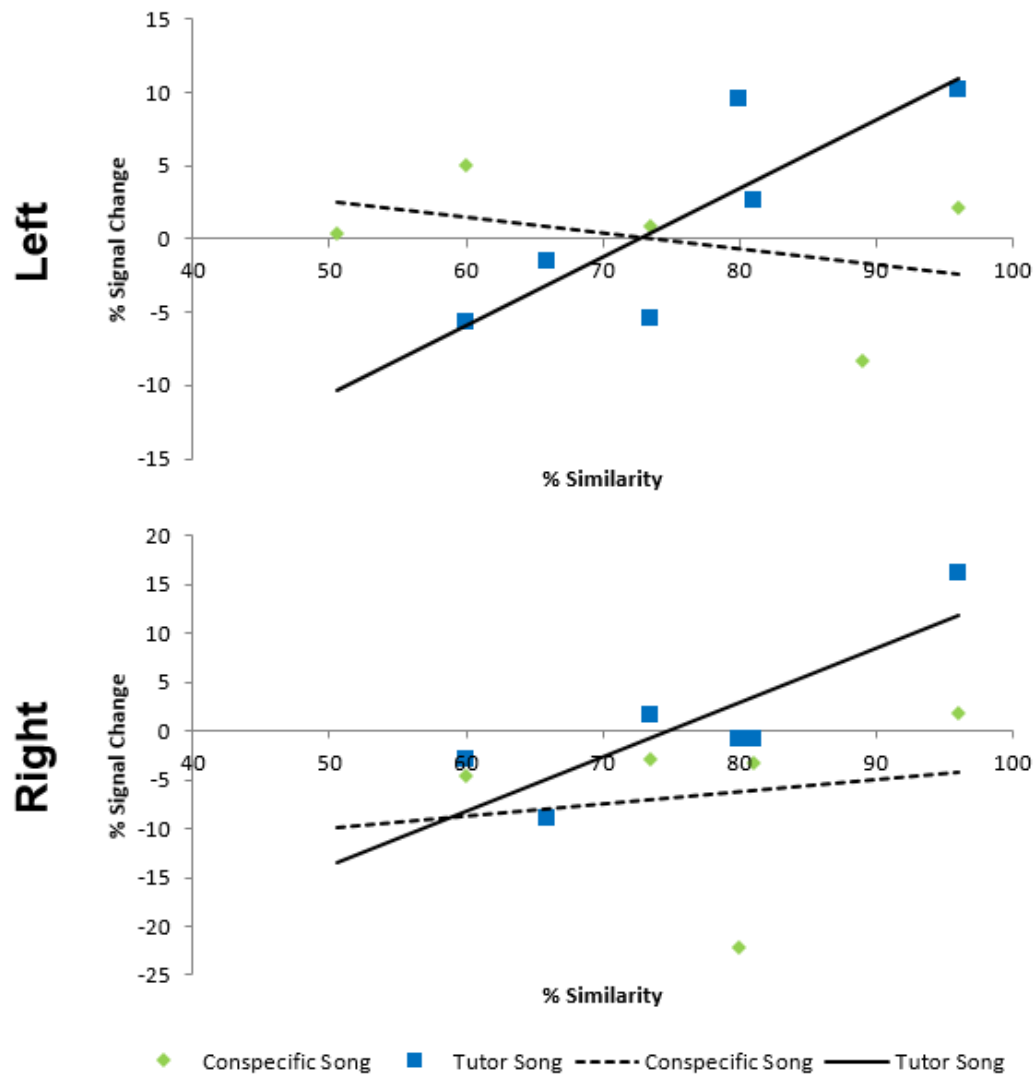 Left
% Signal Change
15
10
5
0
-5
-10
-15
40 50 60 70 80 90 100
% Similarity
Right
% Signal Change
20
15
10
5
0
-5
-10
-15
-20
-25
40 50 60 70 80 90 100
% Similarity
Conspecific Song Tutor Song Conspecific Song Tutor Song